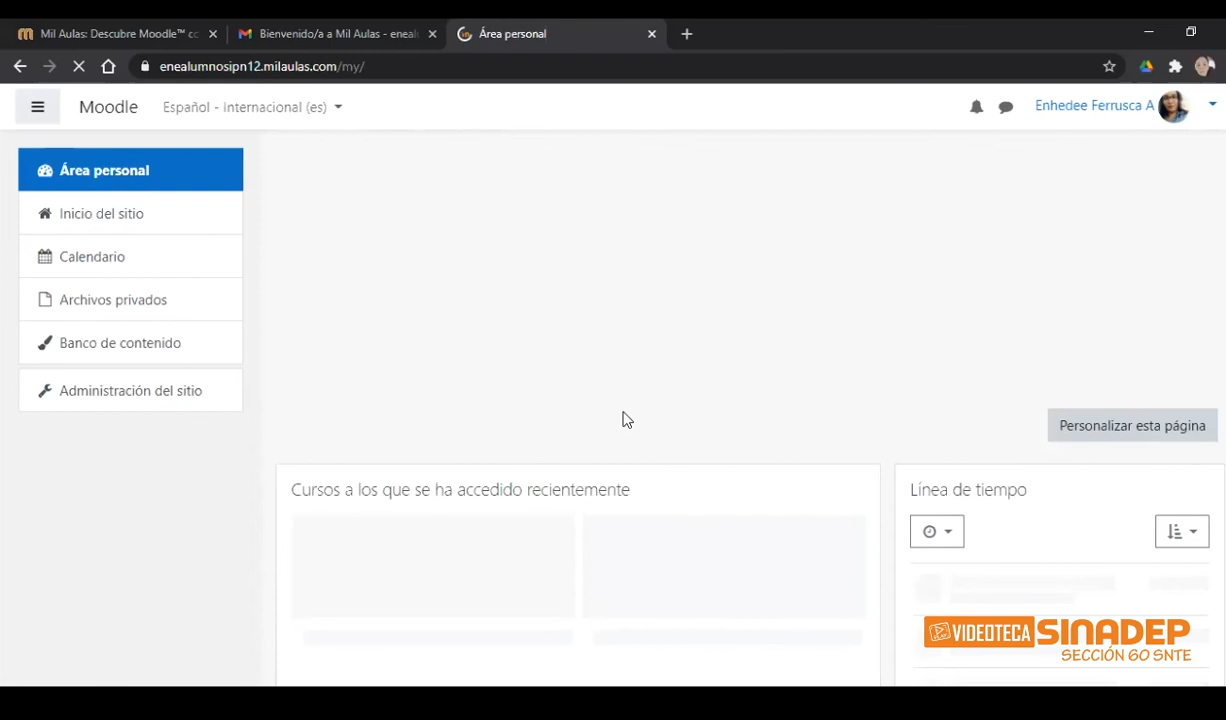 Mil Aulas: Descubre Moodle™ cc
Bienvenido/a a Mil Aulas - enealu
Área personal
enealumnosipn12.milaulas.com/my/
Moodle
Español - Internacional (es)
Enhedee Ferrusca A
Área personal
Inicio del sitio
Calendario
Archivos privados
Banco de contenido
Administración del sitio
Personalizar esta página
Cursos a los que se ha accedido recientemente
Línea de tiempo
VIDEOTECA SINADEP
SECCIÓN 60 SNTE